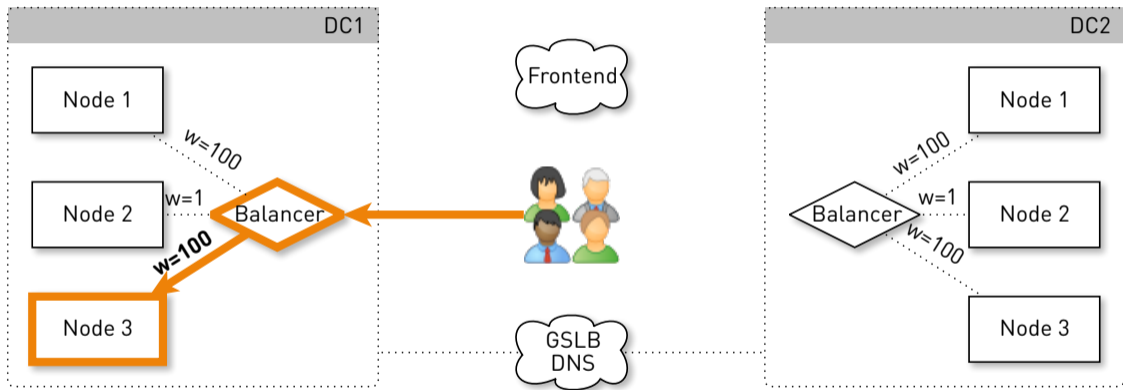 DC1
Node 1
w=100
Node 2
w=1
Balancer
w=100
Node 3
Frontend
GSLB
DNS
DC2
Node 1
w=100
Balancer
w=1
Node 2
w=100
Node 3